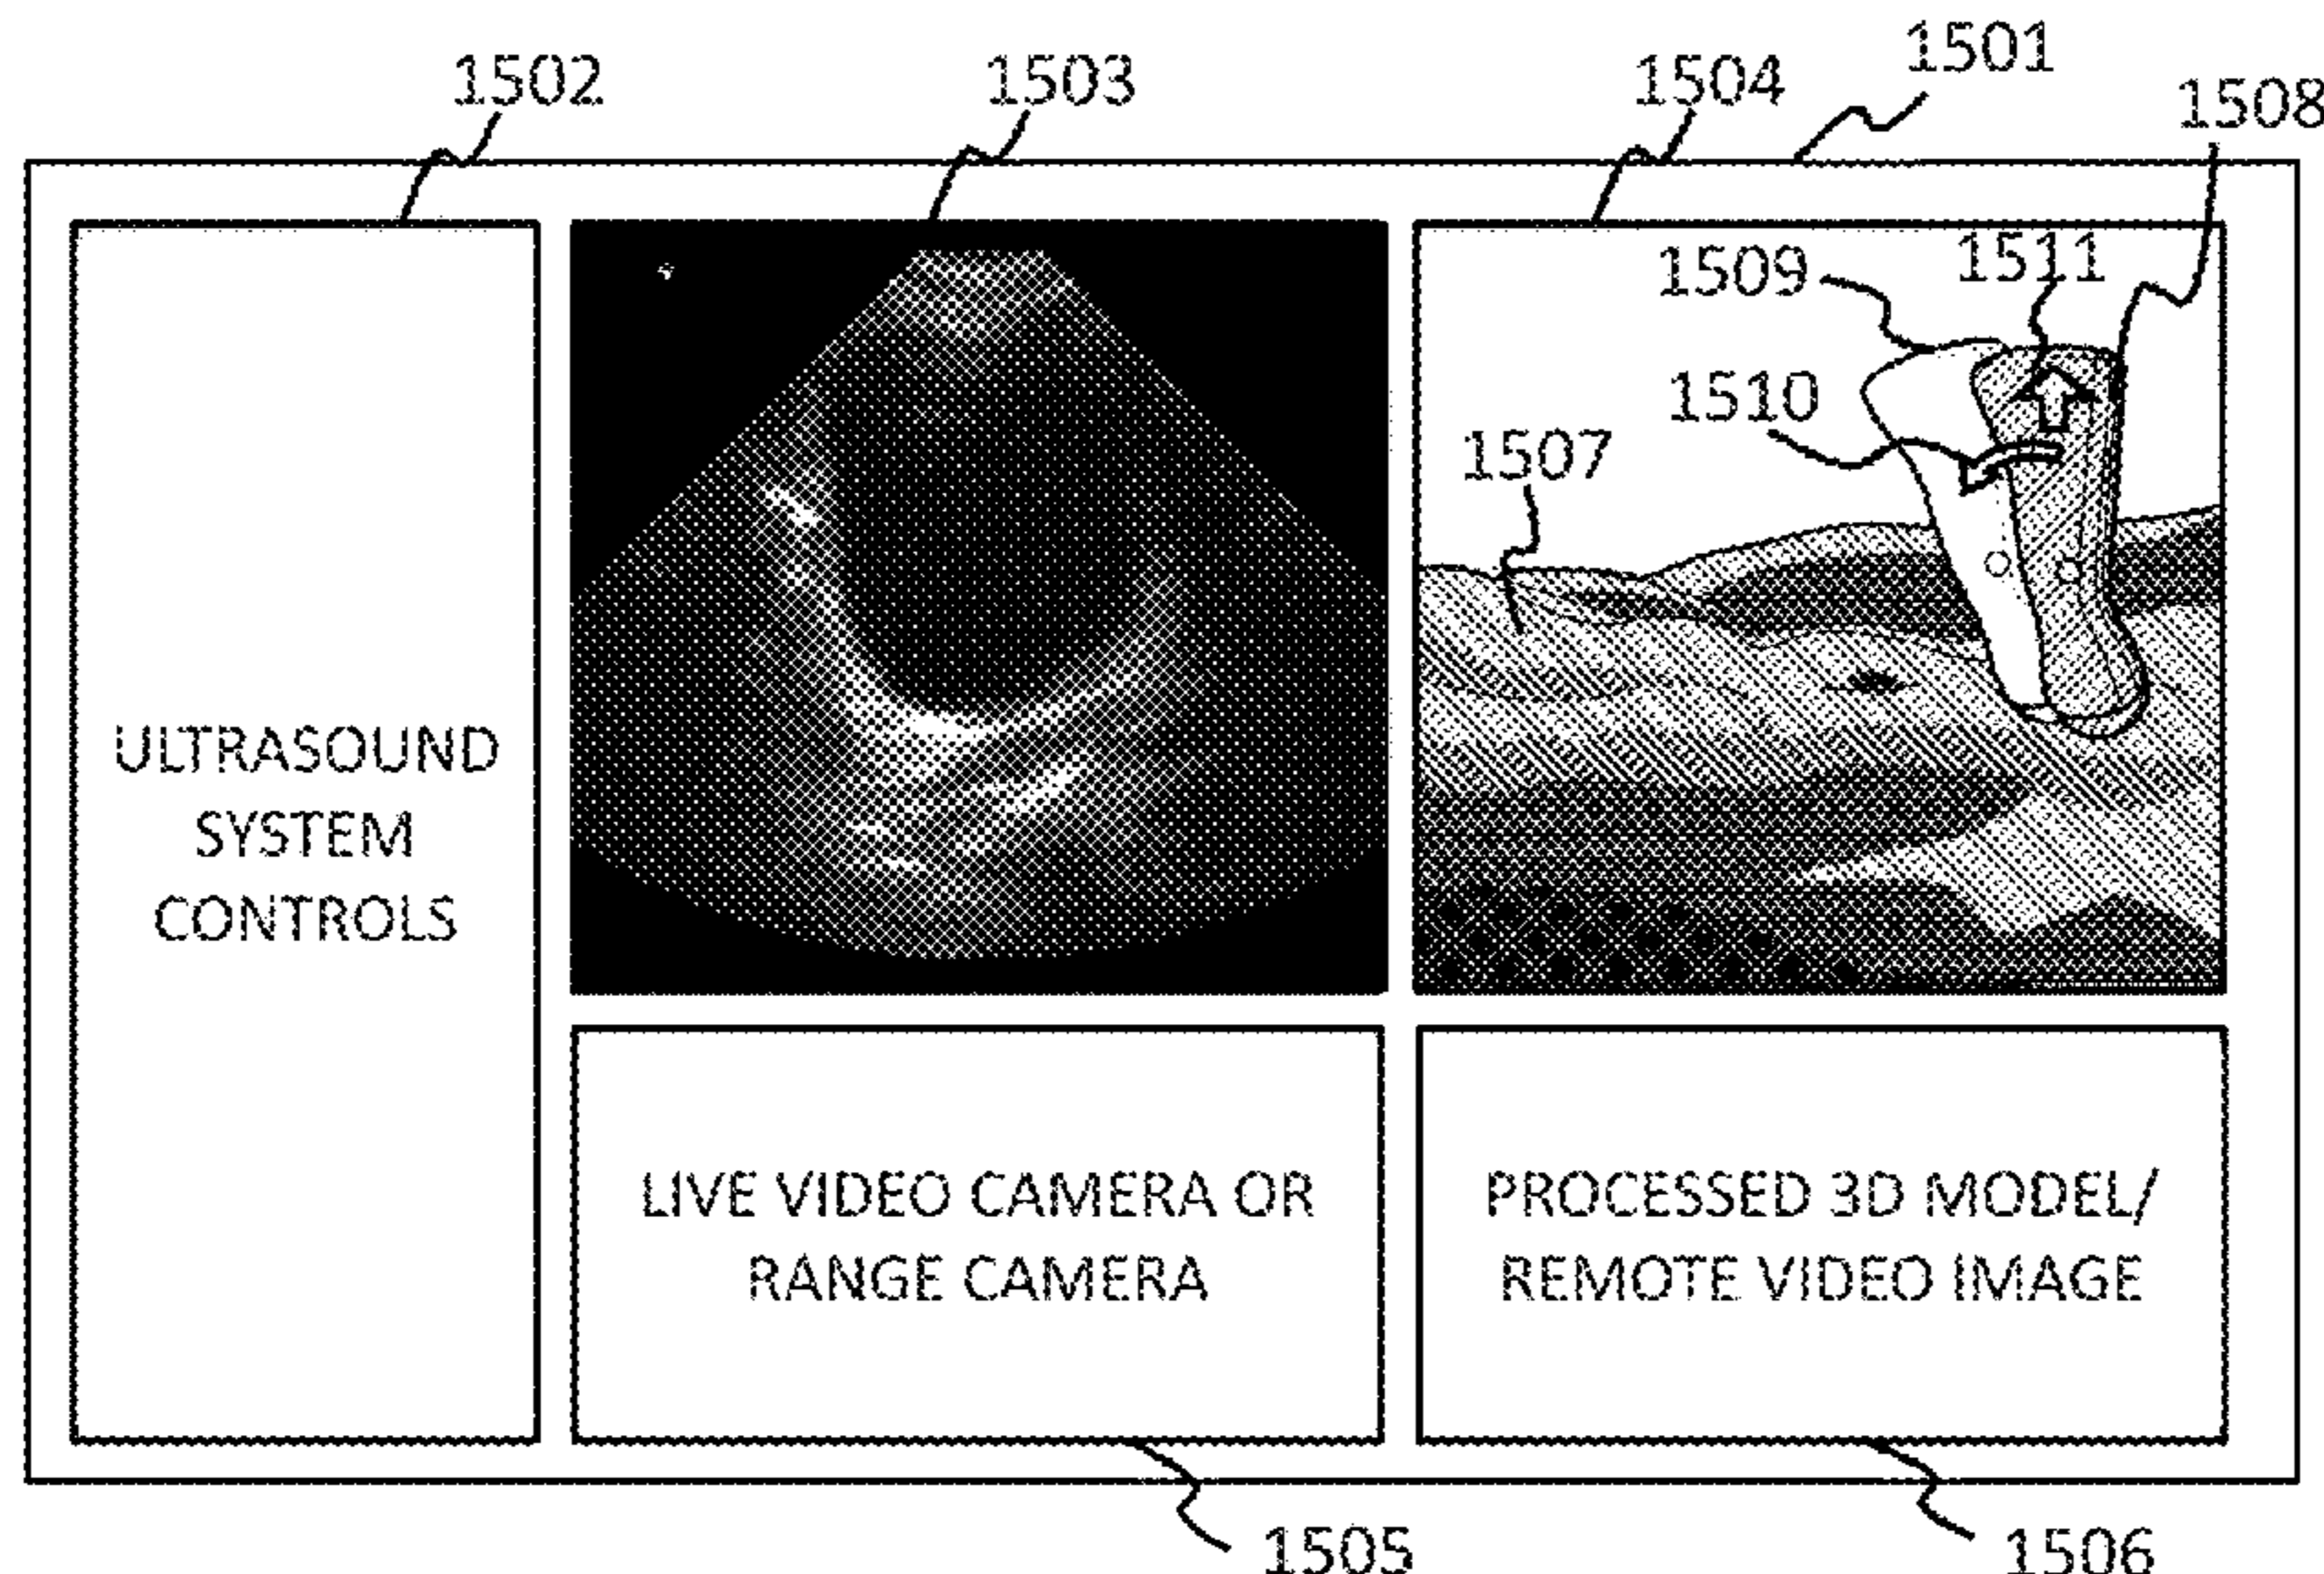 1501
1502
1503
1504
1508
1509
1511
1510
1507
ULTRASOUND
SYSTEM
CONTROLS
LIVE VIDEO CAMERA OR
RANGE CAMERA
PROCESSED 3D MODEL/
REMOTE VIDEO IMAGE
1505
1506